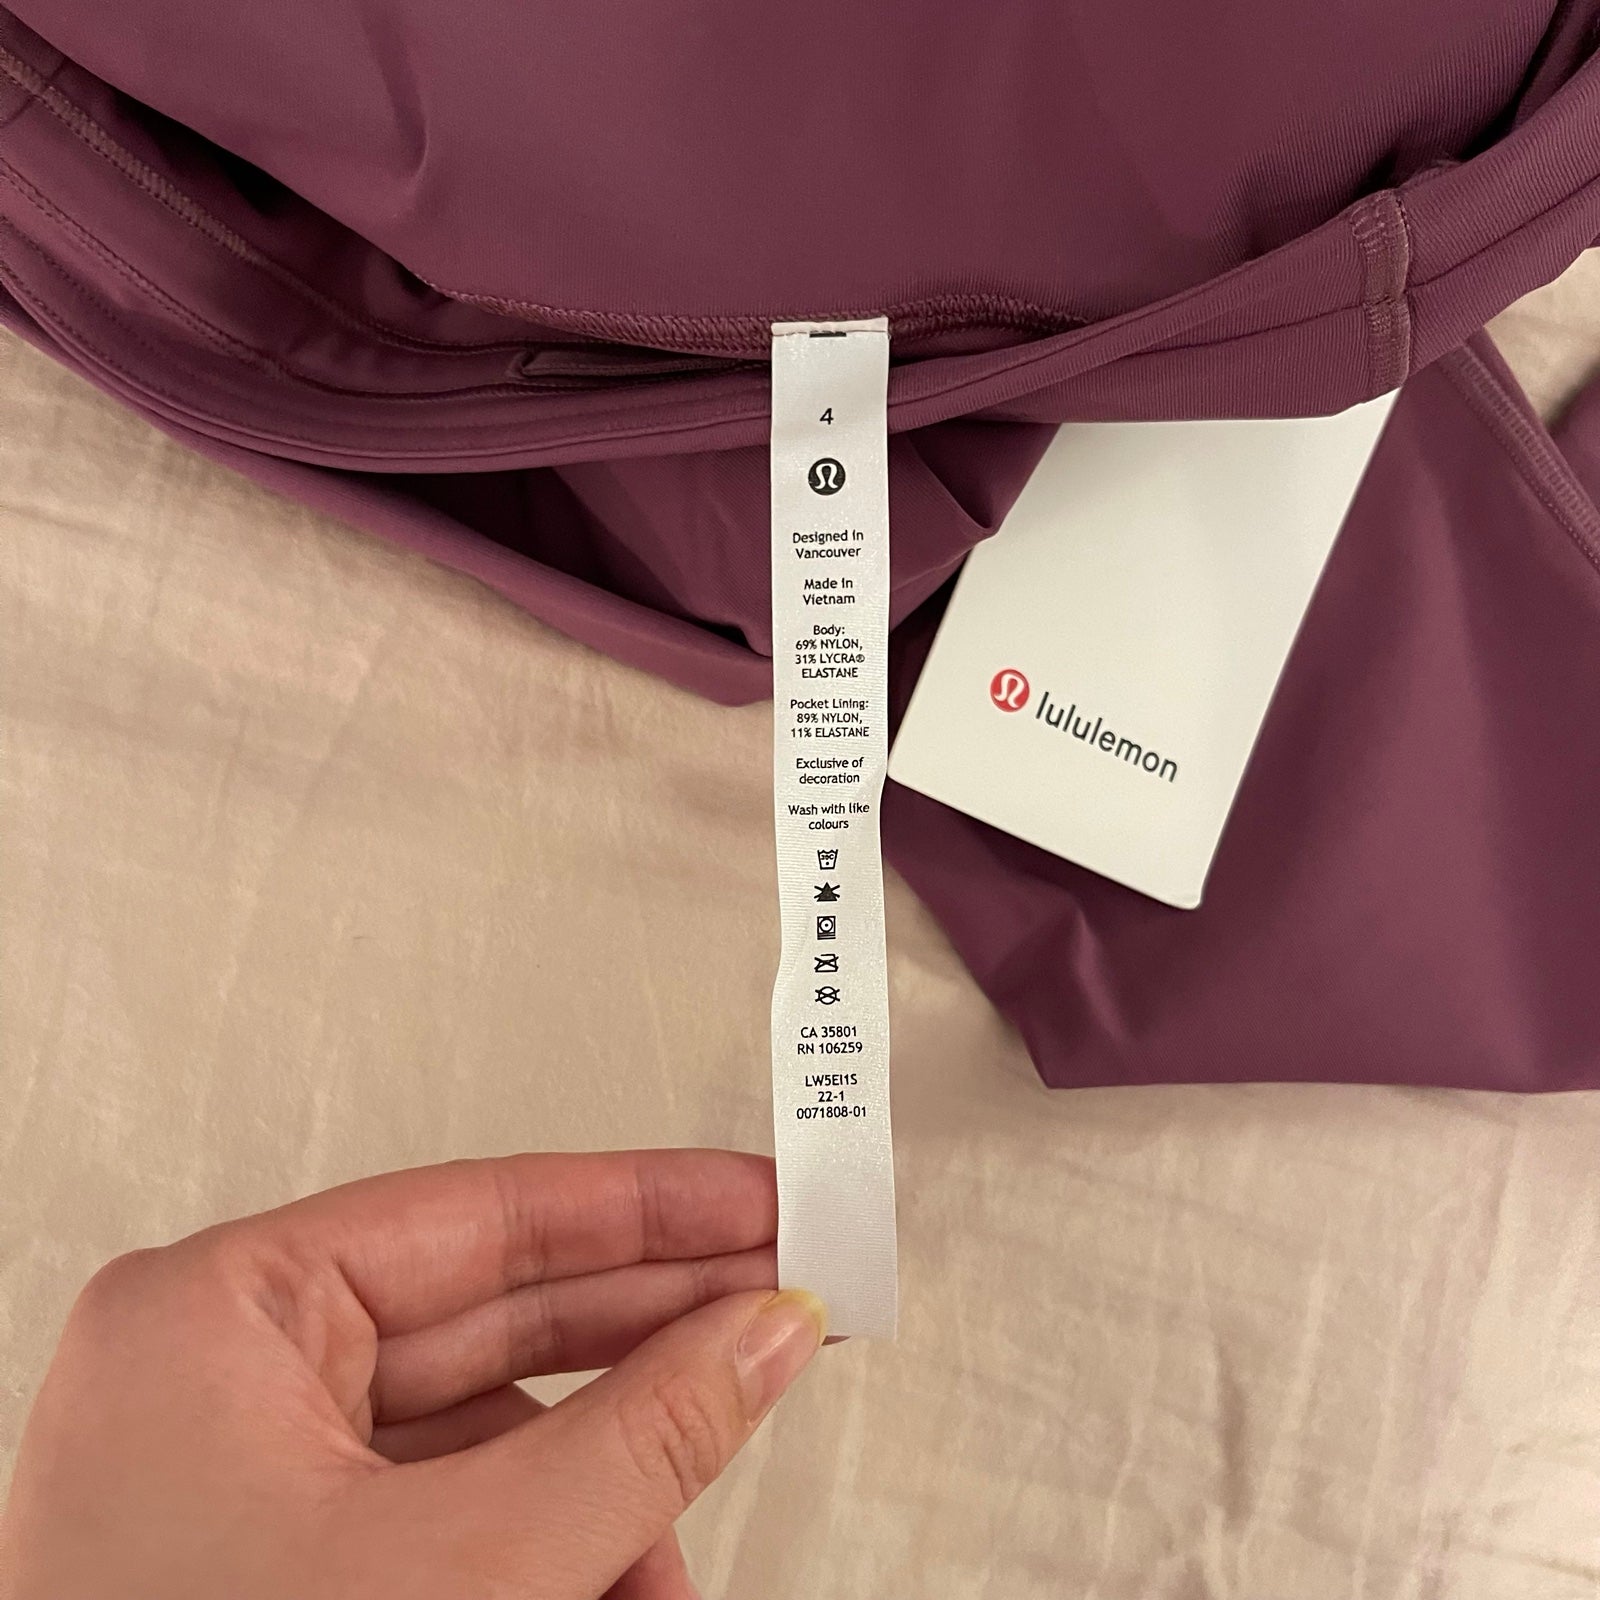 4
Designed in
Vancouver
Made in
Vietnam
Body:
69% NYLON,
31% LYCRA®
ELASTANE
Pocket Lining:
89% NYLON,
11% ELASTANE
Exclusive of
decoration
Wash with like
colours
30C
CA 35801
RN 106259
LW5EI1S
22-1
0071808-01
lululemon